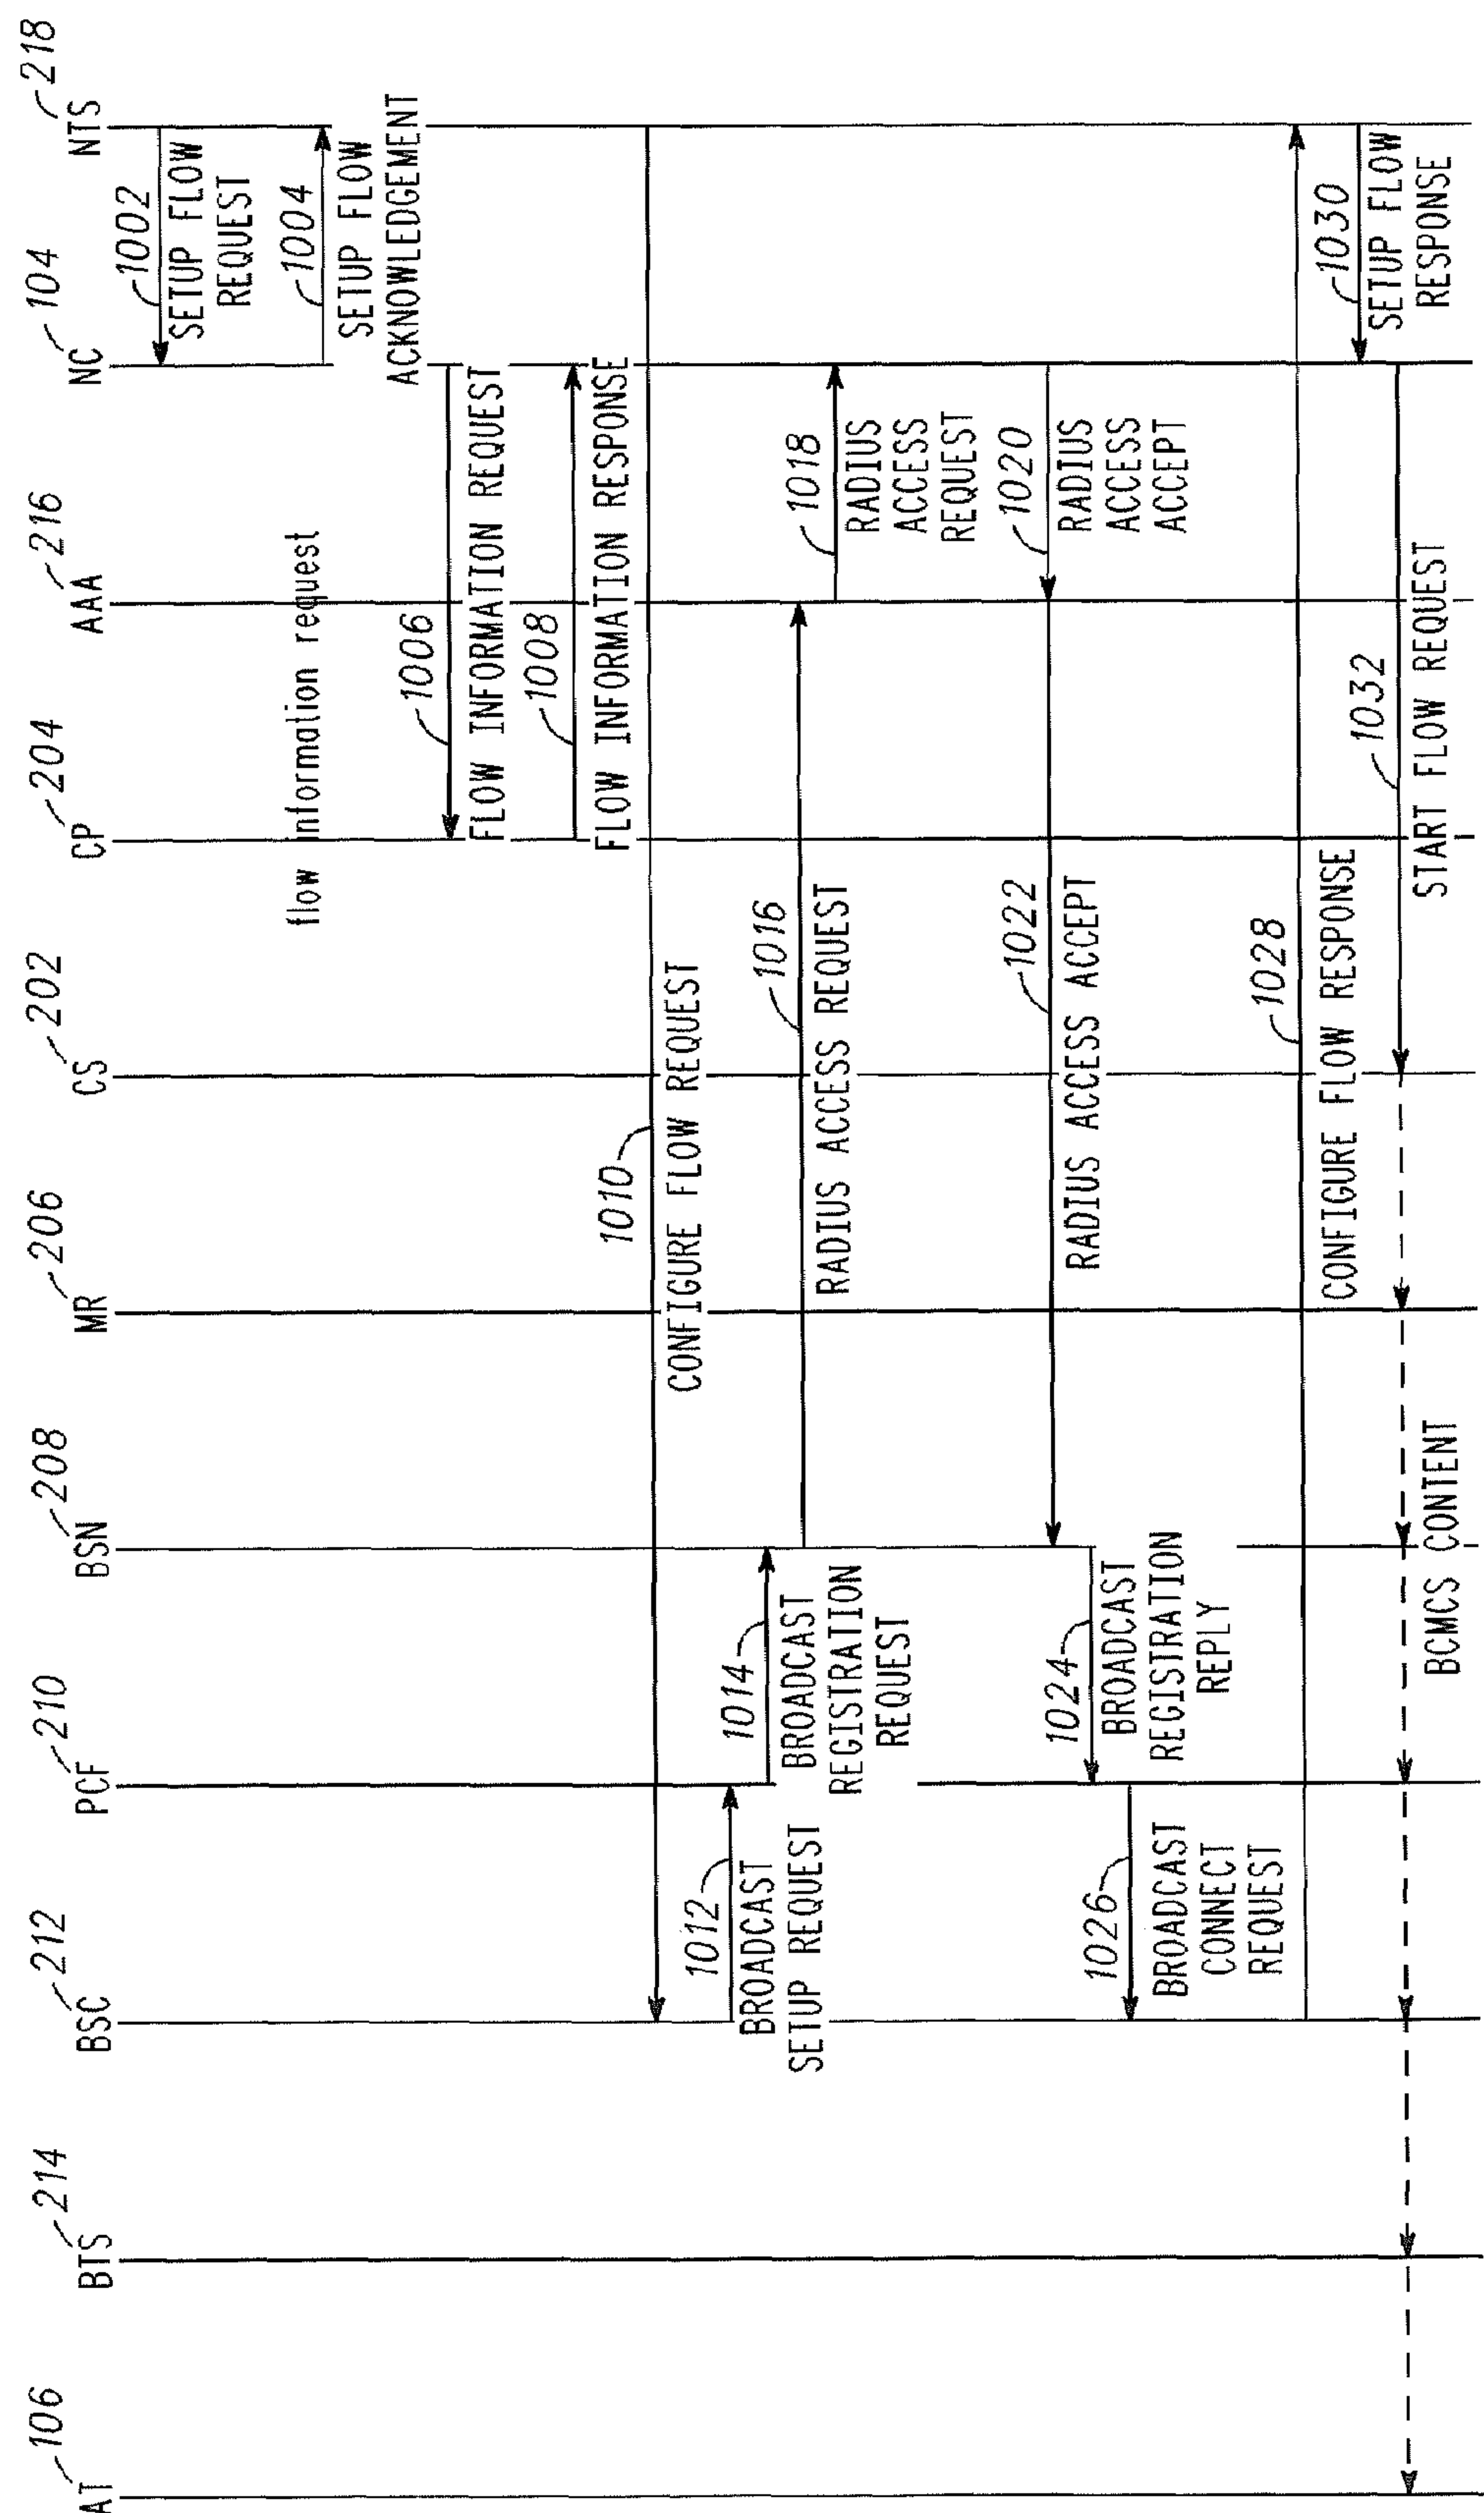 AT
106
BTS
214
BSC
212
PCF
210
BSN
208
MR
206
CS
202
CP
204
AAA
216
NC
104
NTS
218
1002
SETUP FLOW
REQUEST
1004
SETUP FLOW
ACKNOWLEDGEMENT
flow information request
1006
FLOW INFORMATION REQUEST
1008
FLOW INFORMATION RESPONSE
1010
CONFIGURE FLOW REQUEST
1012
BROADCAST
SETUP REQUEST
1014
BROADCAST
REGISTRATION
REQUEST
1016
RADIUS ACCESS REQUEST
1018
RADIUS
ACCESS
REQUEST
1020
RADIUS
ACCESS
ACCEPT
1022
RADIUS ACCESS ACCEPT
1024
BROADCAST
REGISTRATION
REPLY
1026
BROADCAST
CONNECT
REQUEST
1028
CONFIGURE FLOW RESPONSE
1030
SETUP FLOW
RESPONSE
1032
START FLOW REQUEST
BCMCS CONTENT